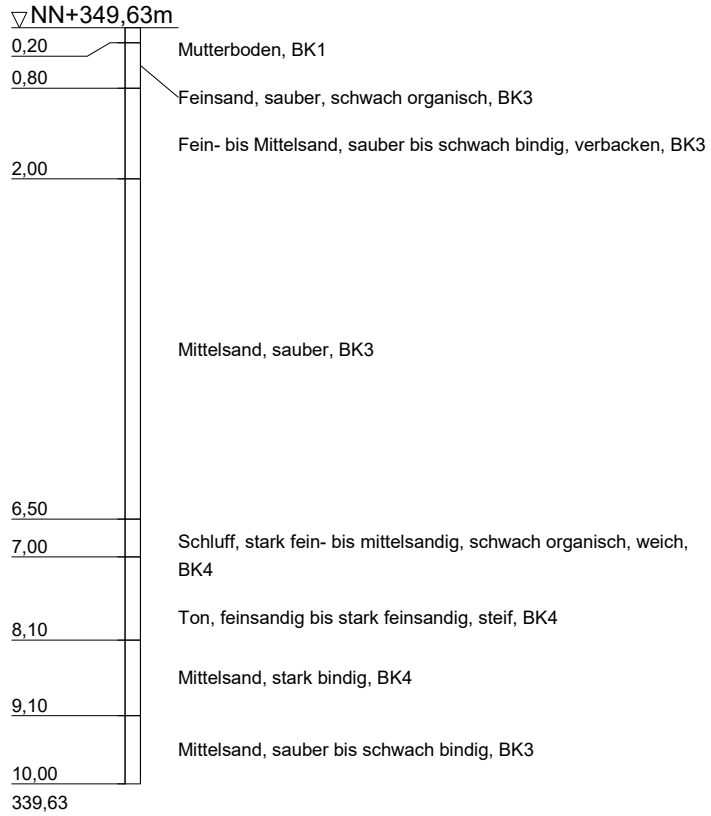 ▽NN+349,63m
0,20
Mutterboden, BK1
0,80
Feinsand, sauber, schwach organisch, BK3
Fein- bis Mittelsand, sauber bis schwach bindig, verbacken, BK3
2,00
Mittelsand, sauber, BK3
6,50
Schluff, stark fein- bis mittelsandig, schwach organisch, weich,
BK4
7,00
Ton, feinsandig bis stark feinsandig, steif, BK4
8,10
Mittelsand, stark bindig, BK4
9,10
Mittelsand, sauber bis schwach bindig, BK3
10,00
339,63